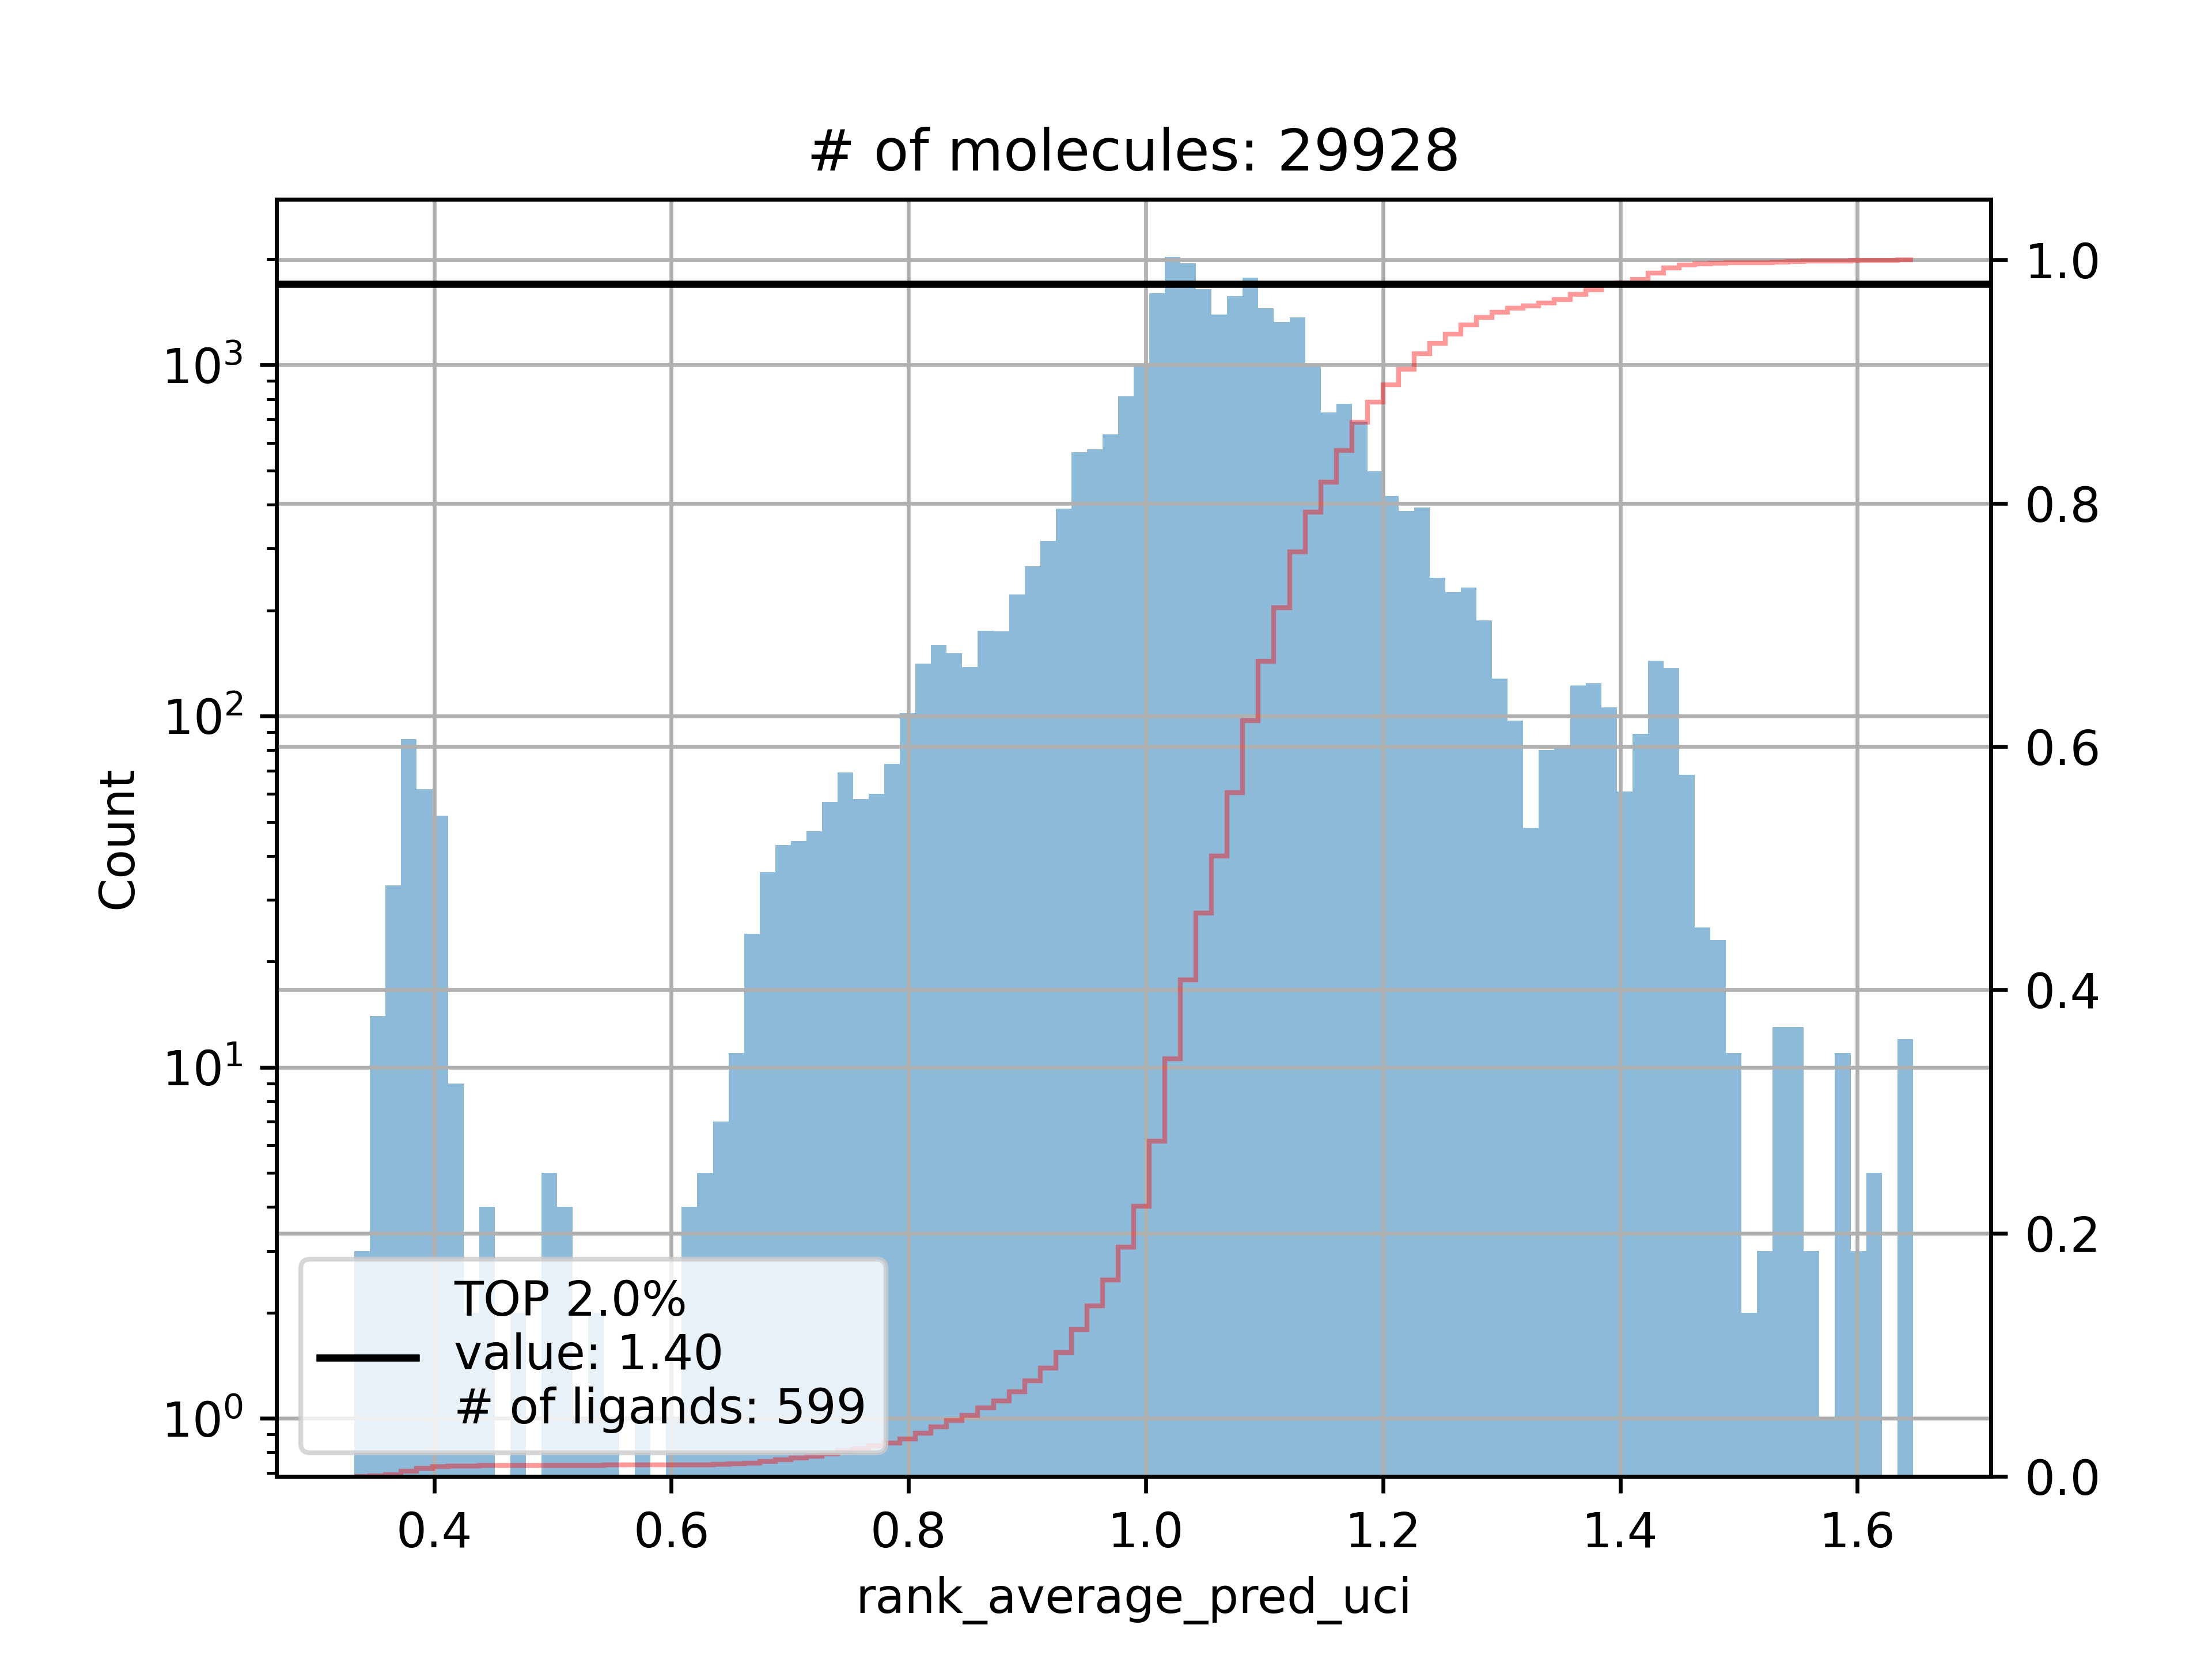 # of molecules: 29928
10³
10²
10¹
10⁰
Count
1.0
0.8
0.6
0.4
0.2
0.0
TOP 2.0%
value: 1.40
# of ligands: 599
0.4 0.6 0.8 1.0 1.2 1.4 1.6
rank_average_pred_uci